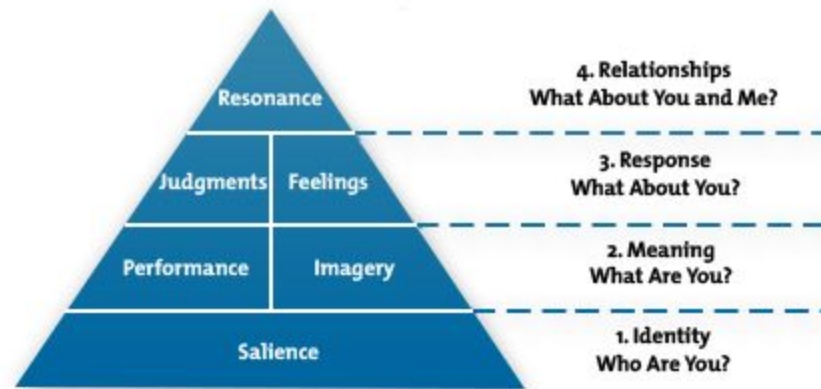 Resonance
4. Relationships
What About You and Me?
Judgments
Feelings
3. Response
What About You?
Performance
Imagery
2. Meaning
What Are You?
Salience
1. Identity
Who Are You?